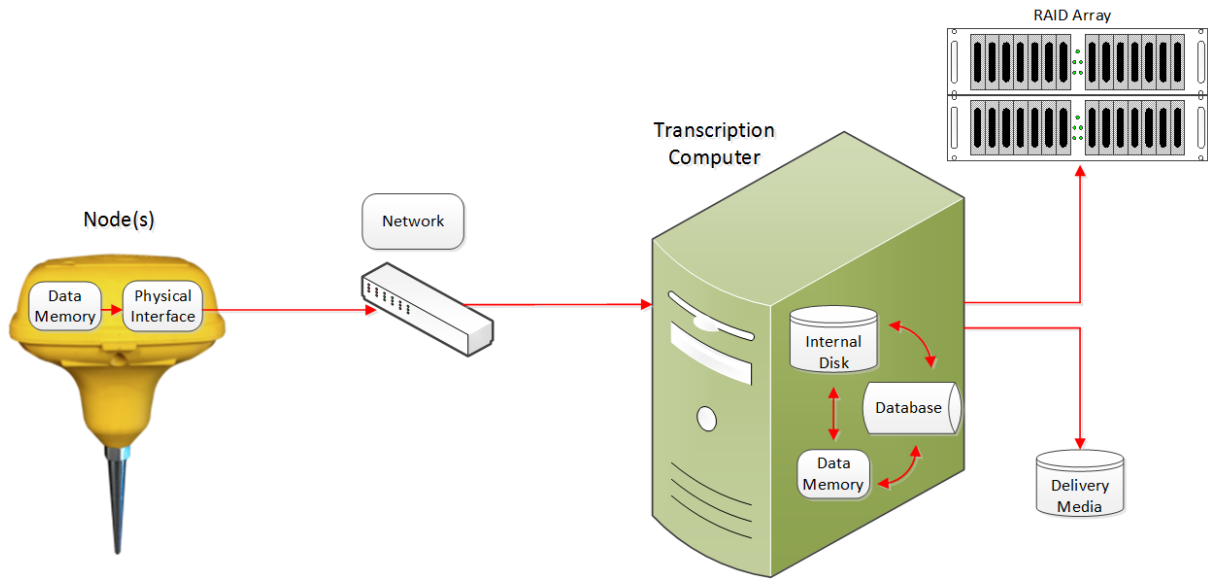 RAID Array
Transcription
Computer
Network
Node(s)
Data
Memory
Physical
Interface
Internal
Disk
Database
Data
Memory
Delivery
Media